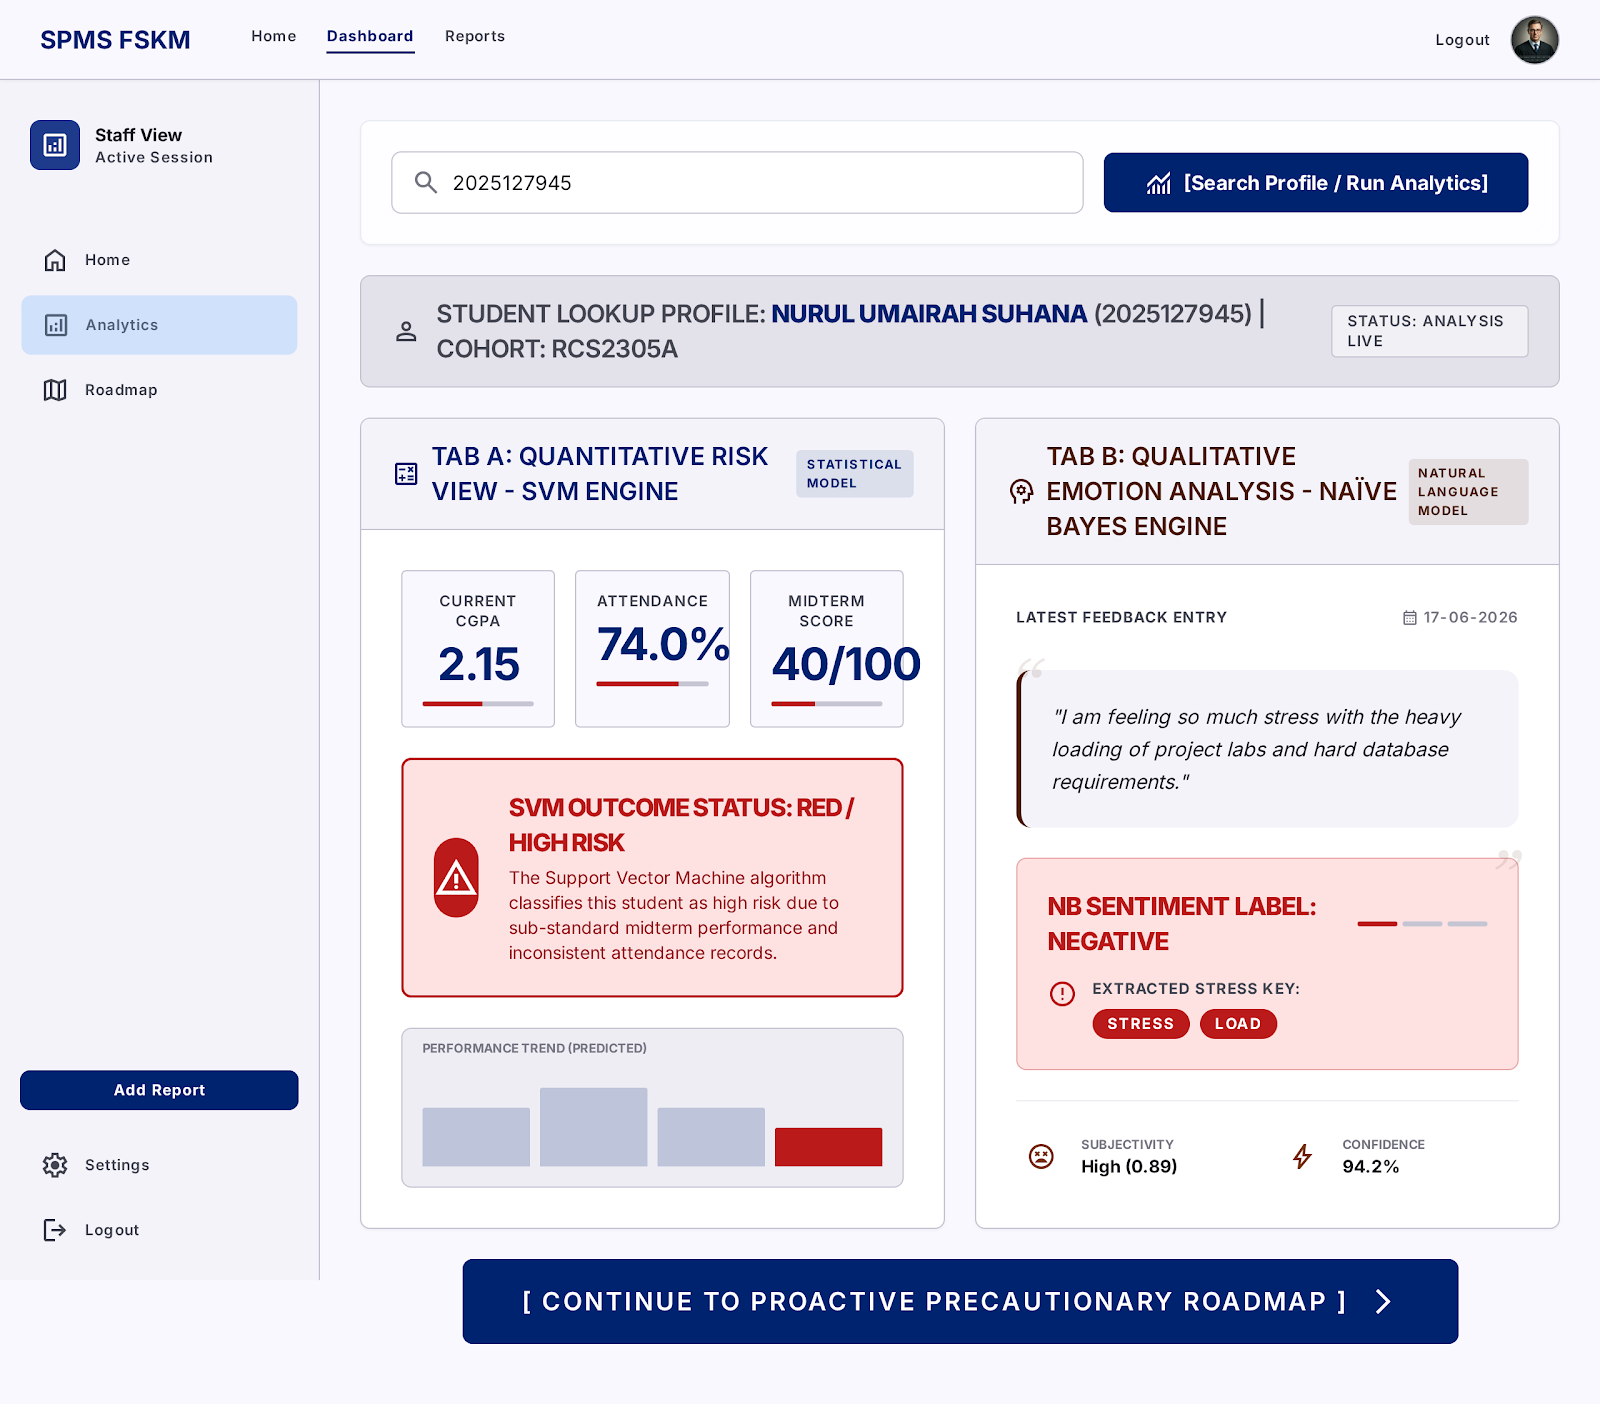 SPMS FSKM
Home
Dashboard
Reports
Logout
Staff View
Active Session
Home
Analytics
Roadmap
Add Report
Settings
Logout
2025127945
[Search Profile / Run Analytics]
STUDENT LOOKUP PROFILE: NURUL UMAIRAH SUHANA (2025127945) |
COHORT: RCS2305A
STATUS: ANALYSIS
LIVE
TAB A: QUANTITATIVE RISK
VIEW - SVM ENGINE
STATISTICAL
MODEL
CURRENT
CGPA
2.15
ATTENDANCE
74.0%
MIDTERM
SCORE
40/100
SVM OUTCOME STATUS: RED /
HIGH RISK
The Support Vector Machine algorithm
classifies this student as high risk due to
sub-standard midterm performance and
inconsistent attendance records.
PERFORMANCE TREND (PREDICTED)
TAB B: QUALITATIVE
EMOTION ANALYSIS - NAÏVE
BAYES ENGINE
NATURAL
LANGUAGE
MODEL
LATEST FEEDBACK ENTRY
17-06-2026
"I am feeling so much stress with the heavy
loading of project labs and hard database
requirements."
NB SENTIMENT LABEL:
NEGATIVE
EXTRACTED STRESS KEY:
STRESS
LOAD
SUBJECTIVITY
High (0.89)
CONFIDENCE
94.2%
[ CONTINUE TO PROACTIVE PRECAUTIONARY ROADMAP ]